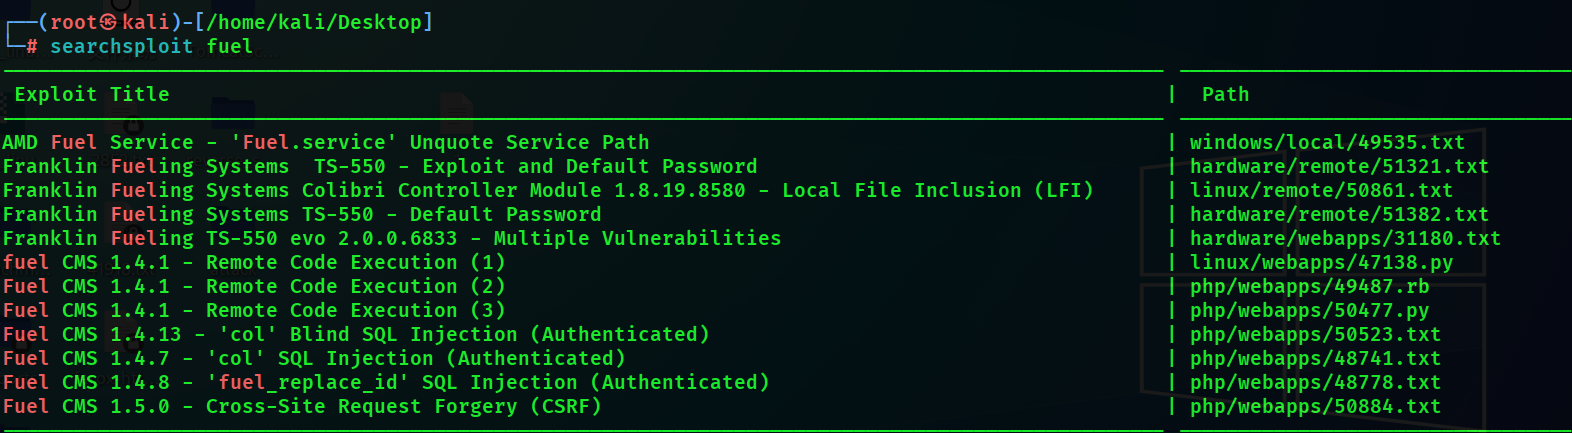 ┌──(root㉿kali)-[/home/kali/Desktop]
└─# searchsploit fuel
Exploit Title | Path
AMD Fuel Service - 'Fuel.service' Unquote Service Path | windows/local/49535.txt
Franklin Fueling Systems  TS-550 - Exploit and Default Password | hardware/remote/51321.txt
Franklin Fueling Systems Colibri Controller Module 1.8.19.8580 - Local File Inclusion (LFI) | linux/remote/50861.txt
Franklin Fueling Systems TS-550 - Default Password | hardware/remote/51382.txt
Franklin Fueling TS-550 evo 2.0.0.6833 - Multiple Vulnerabilities | hardware/webapps/31180.txt
fuel CMS 1.4.1 - Remote Code Execution (1) | linux/webapps/47138.py
Fuel CMS 1.4.1 - Remote Code Execution (2) | php/webapps/49487.rb
Fuel CMS 1.4.1 - Remote Code Execution (3) | php/webapps/50477.py
Fuel CMS 1.4.13 - 'col' Blind SQL Injection (Authenticated) | php/webapps/50523.txt
Fuel CMS 1.4.7 - 'col' SQL Injection (Authenticated) | php/webapps/48741.txt
Fuel CMS 1.4.8 - 'fuel_replace_id' SQL Injection (Authenticated) | php/webapps/48778.txt
Fuel CMS 1.5.0 - Cross-Site Request Forgery (CSRF) | php/webapps/50884.txt